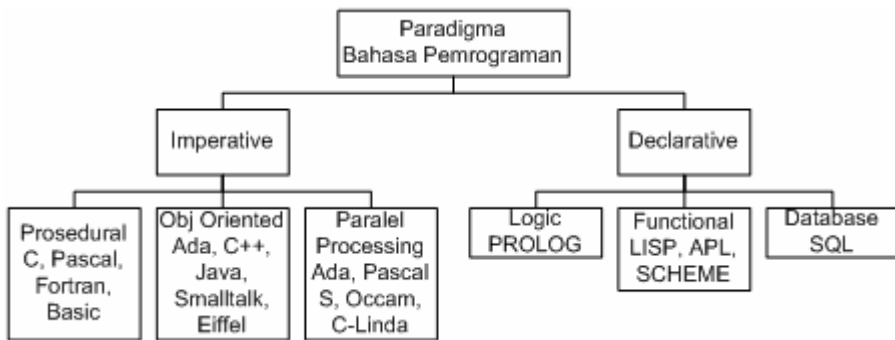 Paradigma
Bahasa Pemrograman
Imperative
Declarative
Prosedural
C, Pascal,
Fortran,
Basic
Obj Oriented
Ada, C++,
Java,
Smalltalk,
Eiffel
Paralel
Processing
Ada, Pascal
S, Occam,
C-Linda
Logic
PROLOG
Functional
LISP, APL,
SCHEME
Database
SQL